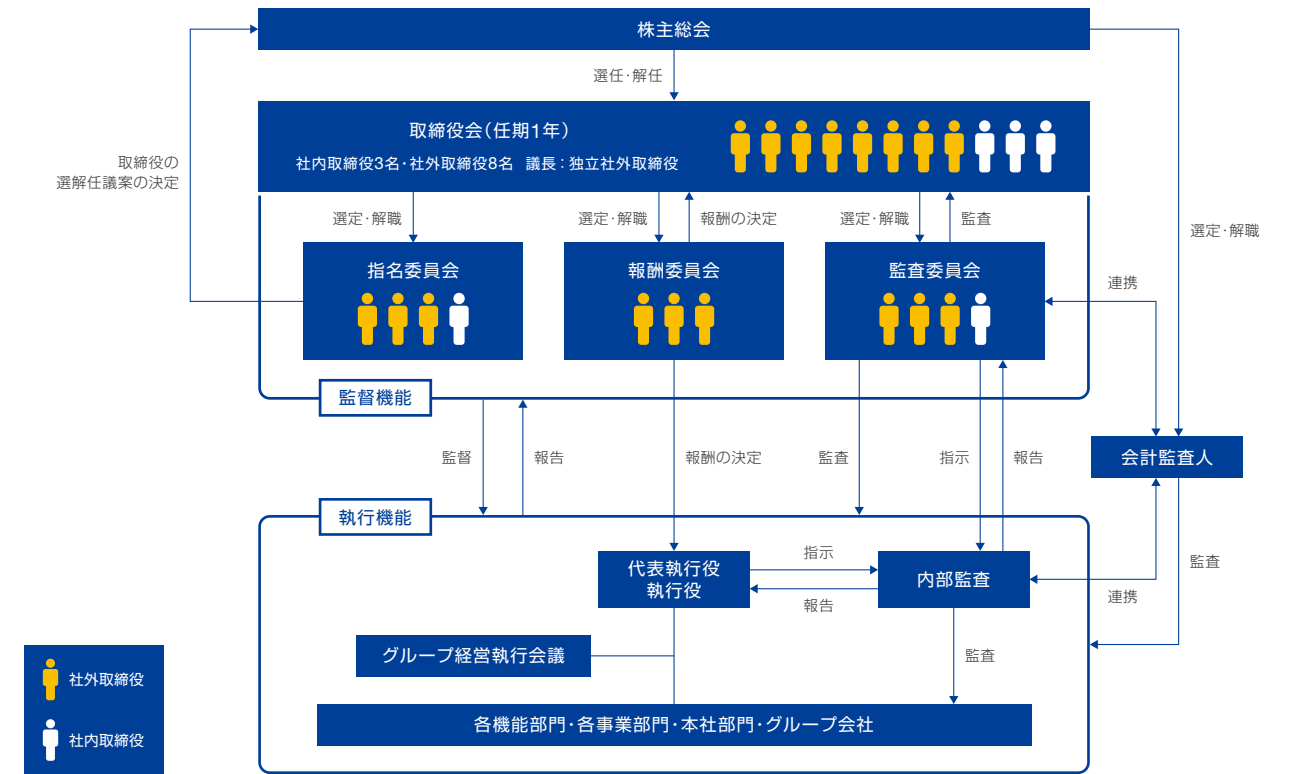 株主総会
選任・解任
取締役会（任期1年）
社内取締役3名・社外取締役8名 議長：独立社外取締役
取締役の
選解任議案の決定
選定・解職
選定・解職
報酬の決定
選定・解職
監査
選定・解職
指名委員会
報酬委員会
監査委員会
連携
監督機能
監督
報告
報酬の決定
監査
指示
報告
会計監査人
執行機能
代表執行役
執行役
指示
報告
内部監査
連携
監査
グループ経営執行会議
監査
各機能部門・各事業部門・本社部門・グループ会社
社外取締役
社内取締役